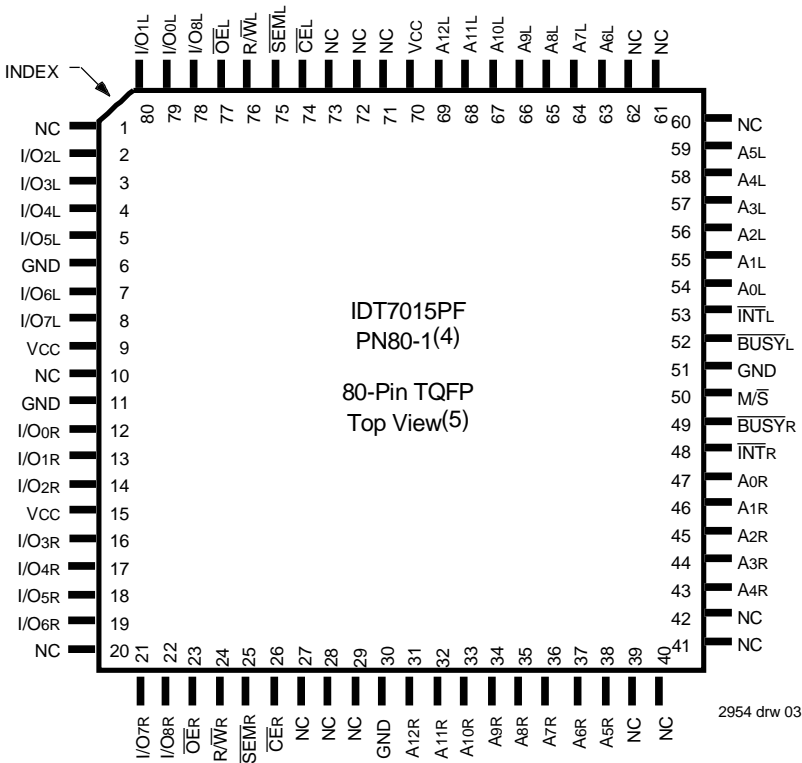 I/O1L
I/O0L
I/O8L
OEL
R/WL
SEML
CEL
NC
NC
NC
VCC
A12L
A11L
A10L
A9L
A8L
A7L
A6L
NC
NC
INDEX
80
79
78
77
76
75
74
73
72
71
70
69
68
67
66
65
64
63
62
61
NC 1
I/O2L 2
I/O3L 3
I/O4L 4
I/O5L 5
GND 6
I/O6L 7
I/O7L 8
VCC 9
NC 10
GND 11
I/O0R 12
I/O1R 13
I/O2R 14
VCC 15
I/O3R 16
I/O4R 17
I/O5R 18
I/O6R 19
NC 20
IDT7015PF
PN80-1(4)
80-Pin TQFP
Top View(5)
60 NC
59 A5L
58 A4L
57 A3L
56 A2L
55 A1L
54 A0L
53 INTL
52 BUSYL
51 GND
50 M/S
49 BUSYR
48 INTR
47 A0R
46 A1R
45 A2R
44 A3R
43 A4R
42 NC
41 NC
21
22
23
24
25
26
27
28
29
30
31
32
33
34
35
36
37
38
39
40
I/O7R
I/O8R
OER
R/WR
SEMR
CER
NC
NC
NC
GND
A12R
A11R
A10R
A9R
A8R
A7R
A6R
A5R
NC
NC
2954 drw 03